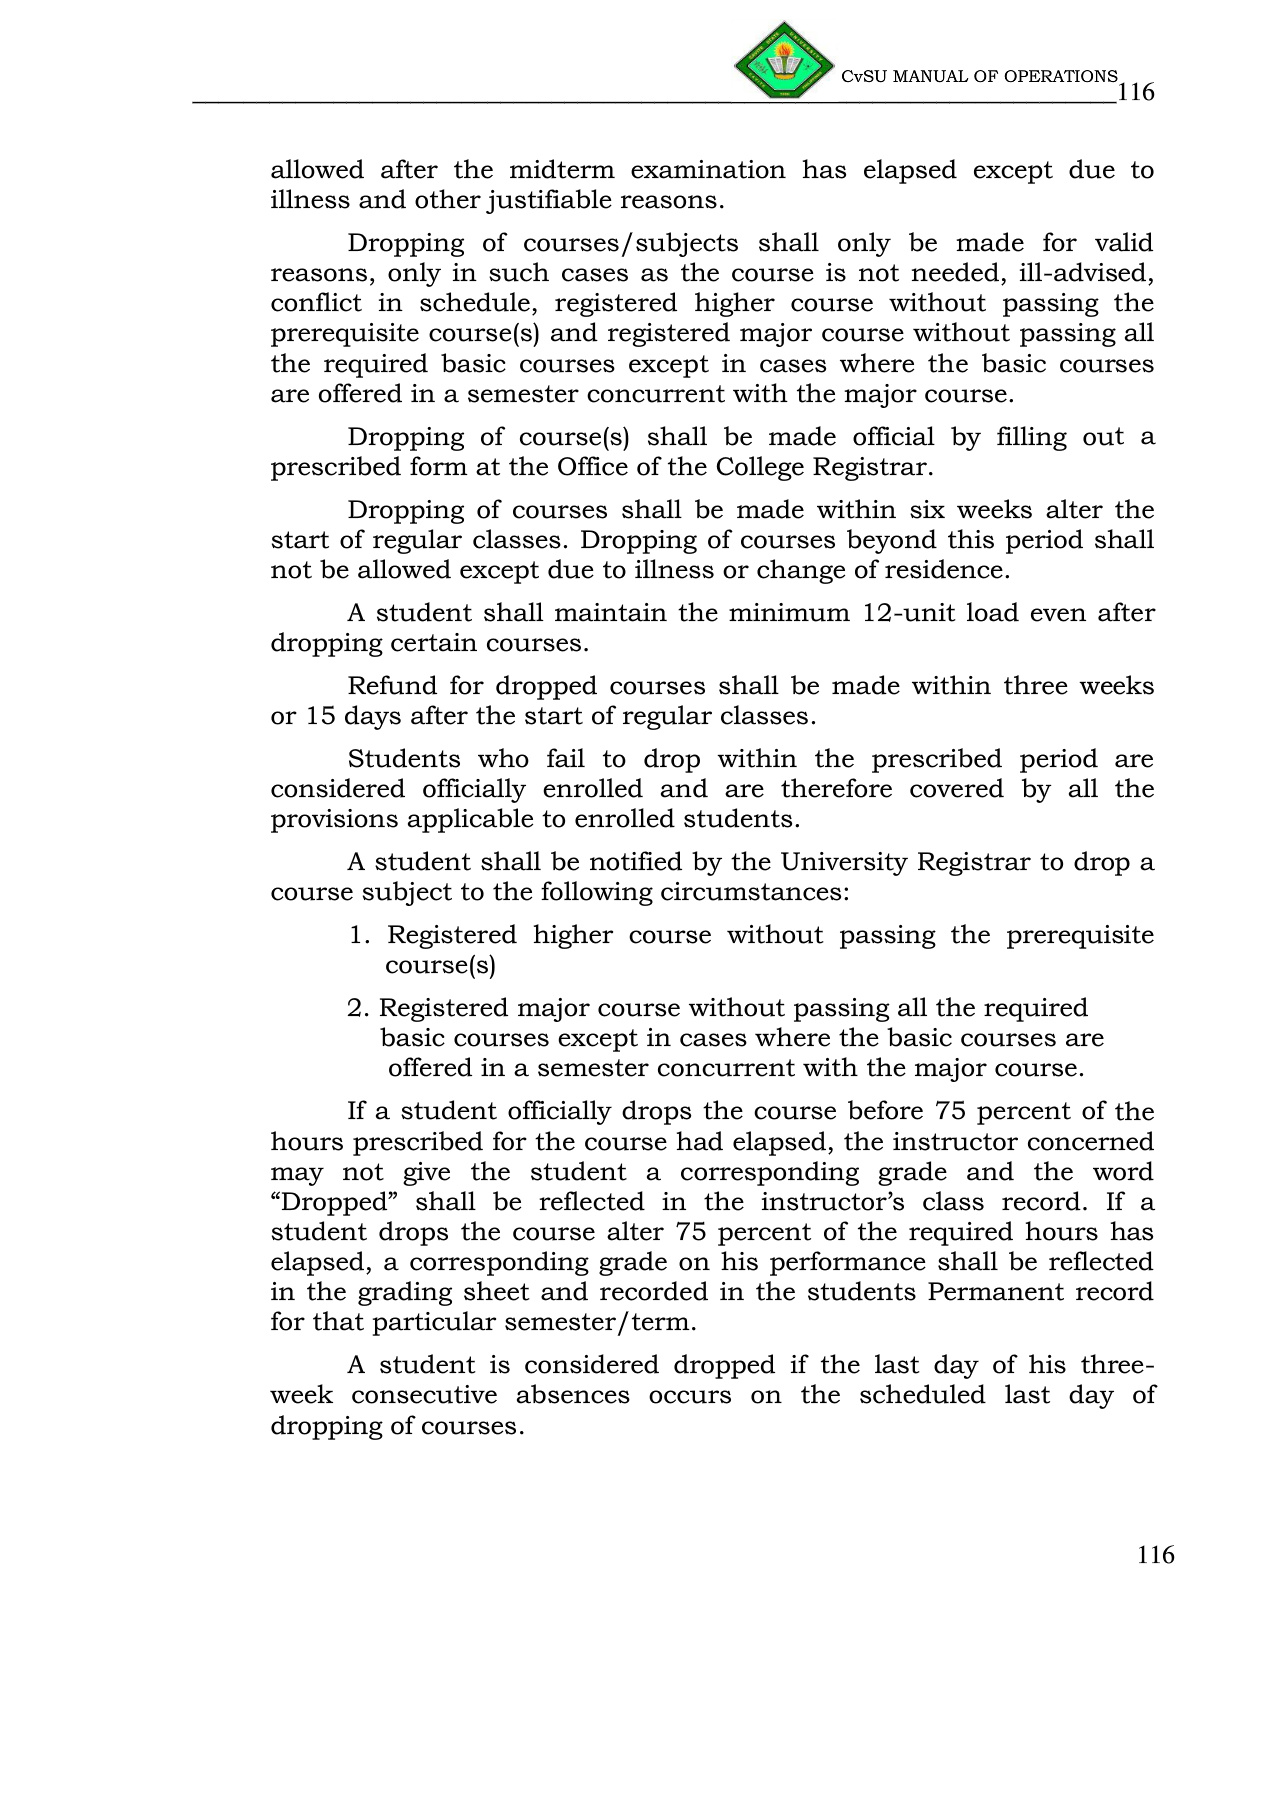 CvSU MANUAL OF OPERATIONS
116
allowed after the midterm examination has elapsed except due to
illness and other justifiable reasons.
Dropping of courses/subjects shall only be made for valid
reasons, only in such cases as the course is not needed, ill-advised,
conflict in schedule, registered higher course without passing the
prerequisite course(s) and registered major course without passing all
the required basic courses except in cases where the basic courses
are offered in a semester concurrent with the major course.
Dropping of course(s) shall be made official by filling out a
prescribed form at the Office of the College Registrar.
Dropping of courses shall be made within six weeks alter the
start of regular classes. Dropping of courses beyond this period shall
not be allowed except due to illness or change of residence.
A student shall maintain the minimum 12-unit load even after
dropping certain courses.
Refund for dropped courses shall be made within three weeks
or 15 days after the start of regular classes.
Students who fail to drop within the prescribed period are
considered officially enrolled and are therefore covered by all the
provisions applicable to enrolled students.
A student shall be notified by the University Registrar to drop a
course subject to the following circumstances:
1. Registered higher course without passing the prerequisite
course(s)
2. Registered major course without passing all the required
basic courses except in cases where the basic courses are
offered in a semester concurrent with the major course.
If a student officially drops the course before 75 percent of the
hours prescribed for the course had elapsed, the instructor concerned
may not give the student a corresponding grade and the word
“Dropped” shall be reflected in the instructor’s class record. If a
student drops the course alter 75 percent of the required hours has
elapsed, a corresponding grade on his performance shall be reflected
in the grading sheet and recorded in the students Permanent record
for that particular semester/term.
A student is considered dropped if the last day of his three-
week consecutive absences occurs on the scheduled last day of
dropping of courses.
116